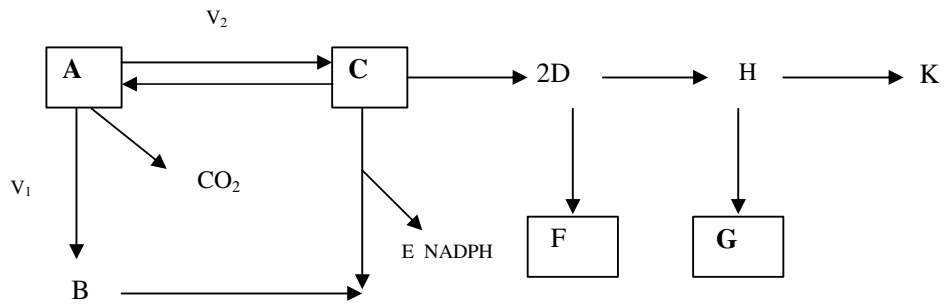 V₂
A C 2D H K
CO₂
V₁
F G
E NADPH
B